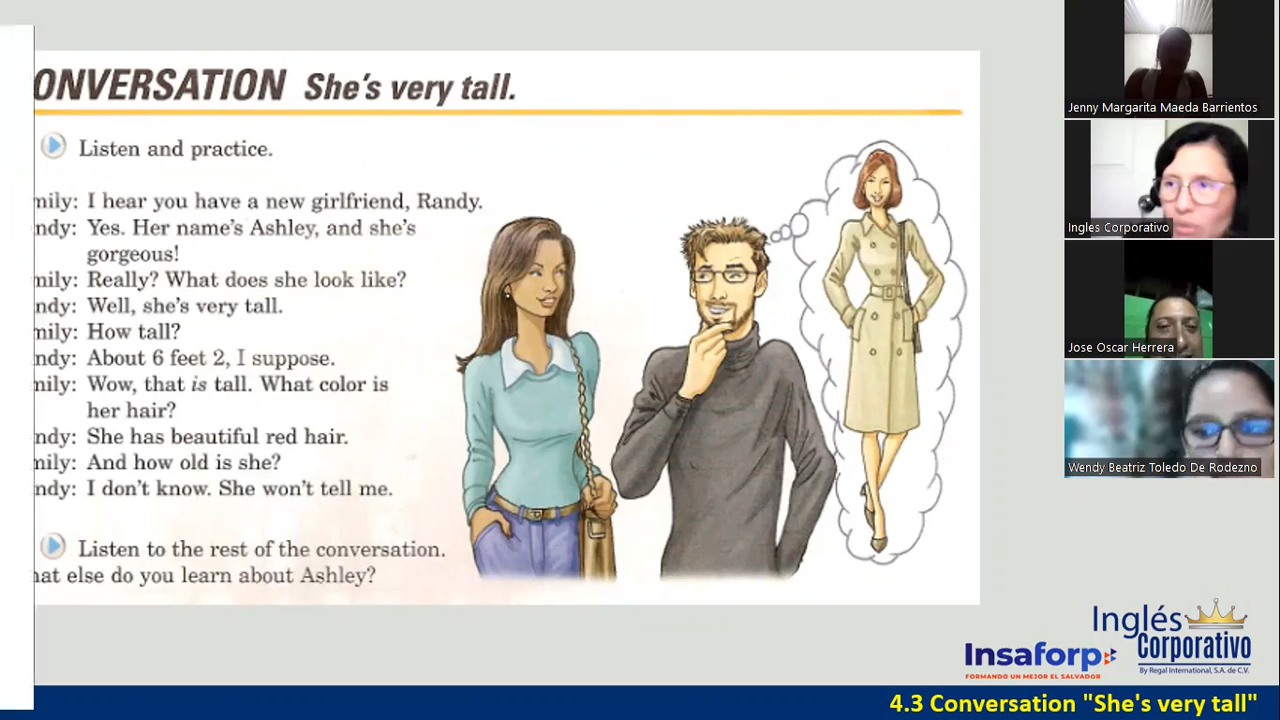 ONVERSATION She's very tall.
Listen and practice.
mily: I hear you have a new girlfriend, Randy.
ndy: Yes. Her name's Ashley, and she's
gorgeous!
mily: Really? What does she look like?
ndy: Well, she's very tall.
mily: How tall?
ndy: About 6 feet 2, I suppose.
mily: Wow, that is tall. What color is
her hair?
ndy: She has beautiful red hair.
mily: And how old is she?
ndy: I don't know. She won't tell me.
Listen to the rest of the conversation.
hat else do you learn about Ashley?
Jenny Margarita Maeda Barrientos
Ingles Corporativo
Jose Oscar Herrera
Wendy Beatriz Toledo De Rodezno
Insaforp
FORMANDO UN MEJOR EL SALVADOR
Inglés
Corporativo
By Regal International, S.A. de C.V.
4.3 Conversation "She's very tall"